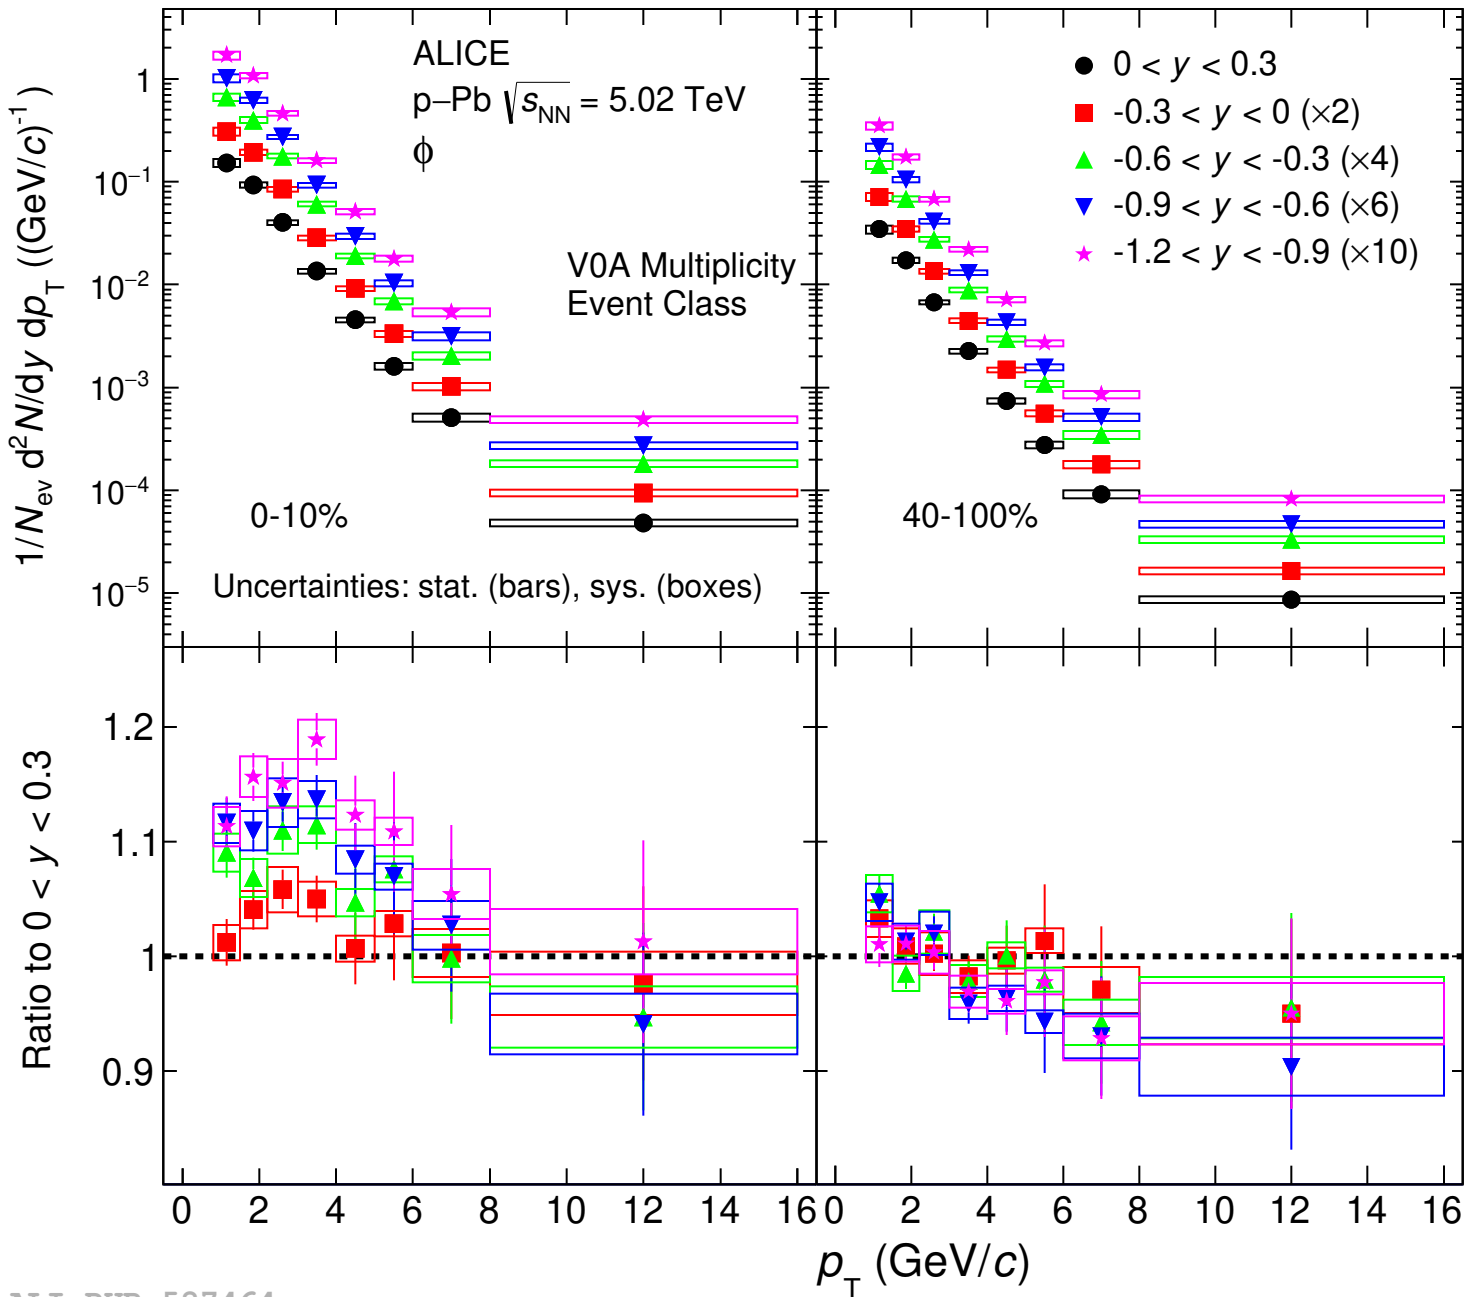 ALICE
p–Pb √sNN = 5.02 TeV
ϕ
V0A Multiplicity
Event Class
0-10%
Uncertainties: stat. (bars), sys. (boxes)
0 < y < 0.3
-0.3 < y < 0 (×2)
-0.6 < y < -0.3 (×4)
-0.9 < y < -0.6 (×6)
-1.2 < y < -0.9 (×10)
40-100%
1/Nev d²N/dy dpT ((GeV/c)⁻¹)
1
10⁻¹
10⁻²
10⁻³
10⁻⁴
10⁻⁵
Ratio to 0 < y < 0.3
1.2
1.1
1
0.9
0 2 4 6 8 10 12 14 16 0 2 4 6 8 10 12 14 16
pT (GeV/c)